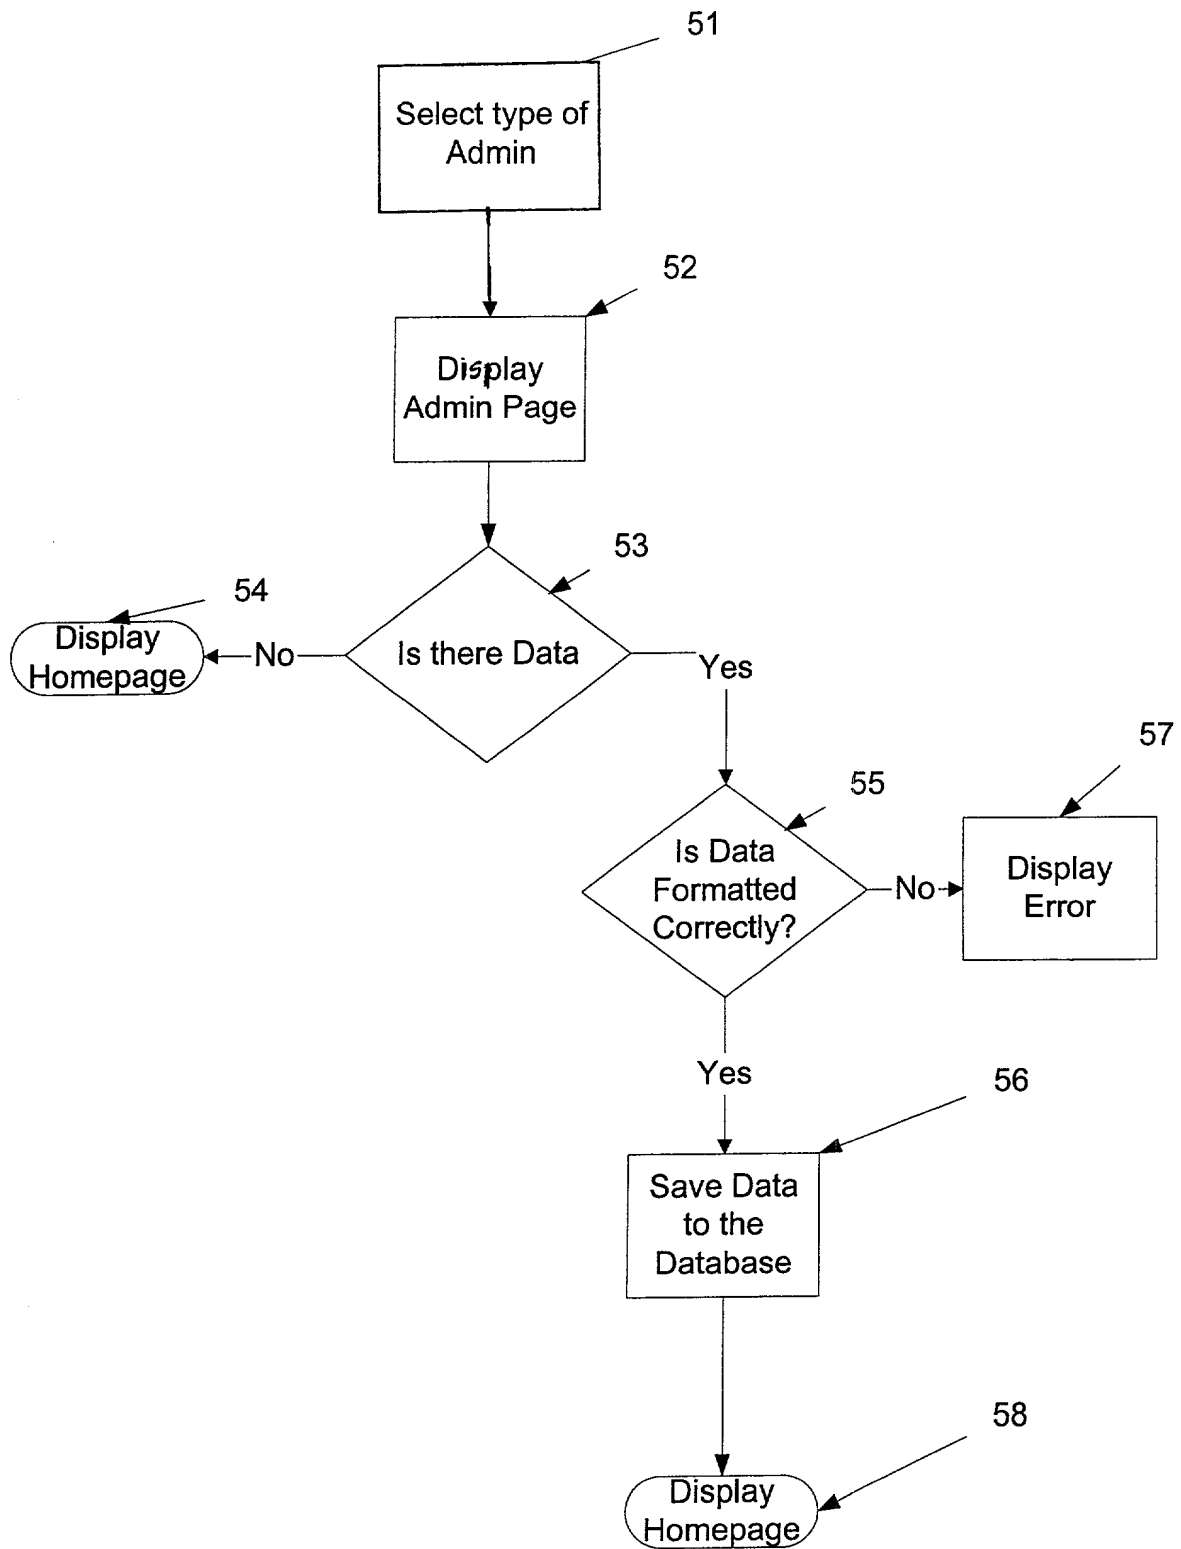 51
Select type of
Admin
52
Display
Admin Page
53
Is there Data
54
Display
Homepage
No
Yes
55
Is Data
Formatted
Correctly?
No
57
Display
Error
Yes
56
Save Data
to the
Database
58
Display
Homepage